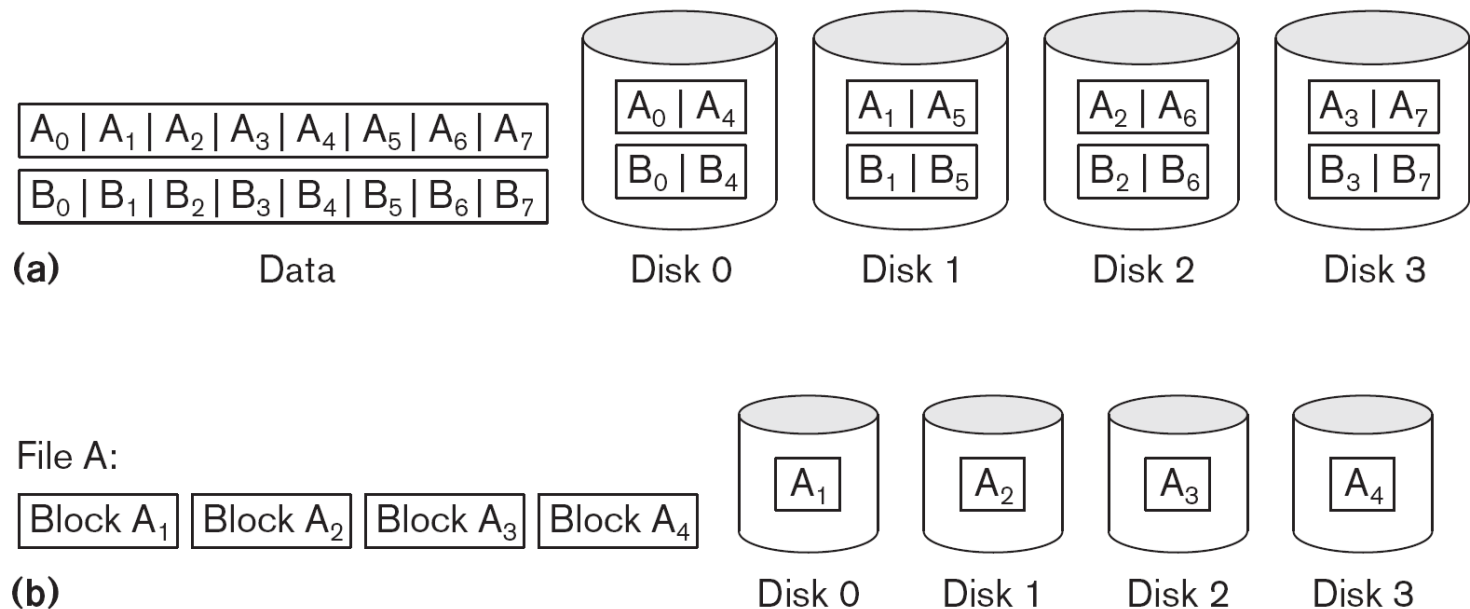 A₀ | A₁ | A₂ | A₃ | A₄ | A₅ | A₆ | A₇
B₀ | B₁ | B₂ | B₃ | B₄ | B₅ | B₆ | B₇
A₀ | A₄
B₀ | B₄
A₁ | A₅
B₁ | B₅
A₂ | A₆
B₂ | B₆
A₃ | A₇
B₃ | B₇
(a) Data Disk 0 Disk 1 Disk 2 Disk 3
File A:
Block A₁ Block A₂ Block A₃ Block A₄
A₁ A₂ A₃ A₄
(b) Disk 0 Disk 1 Disk 2 Disk 3